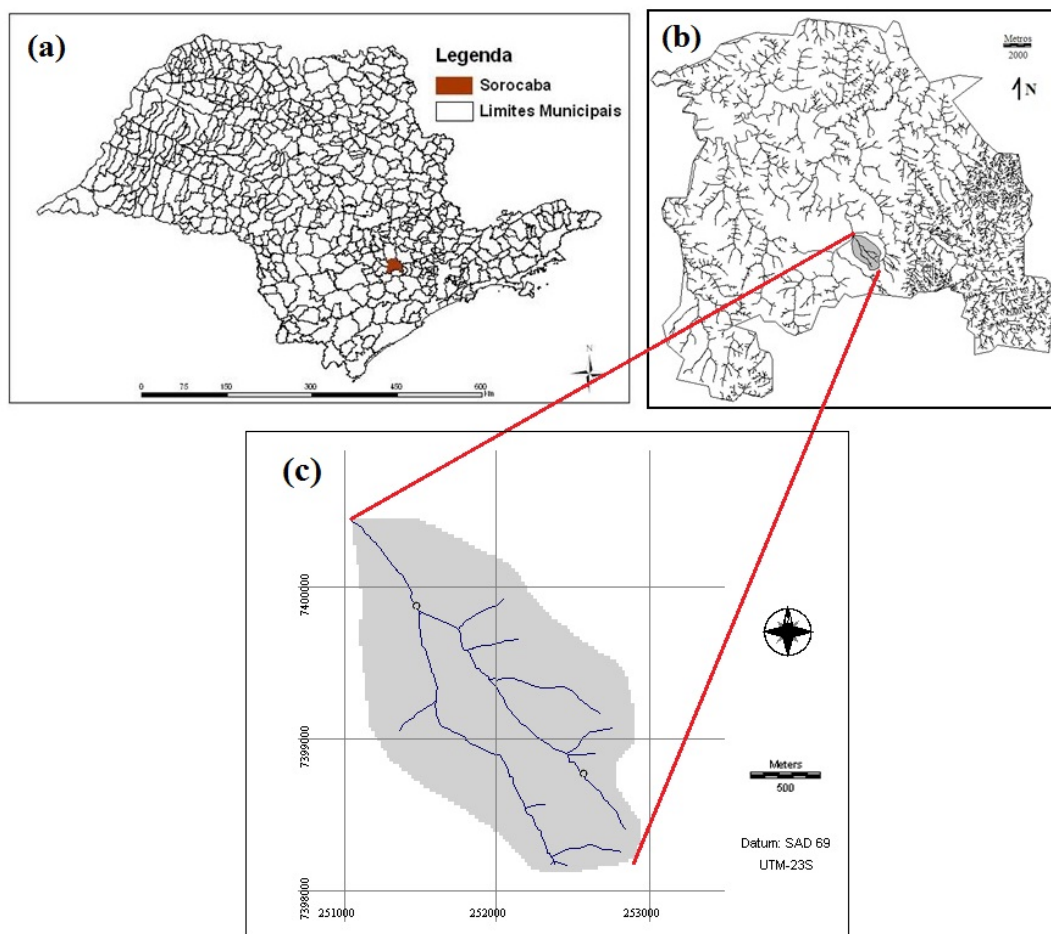 (a)
Legenda
Sorocaba
Limites Municipais
N
0 75 150 300 450 600
Km
(b)
Metros
2000
N
(c)
7400000
7399000
7398000
251000 252000 253000
Meters
500
Datum: SAD 69
UTM-23S